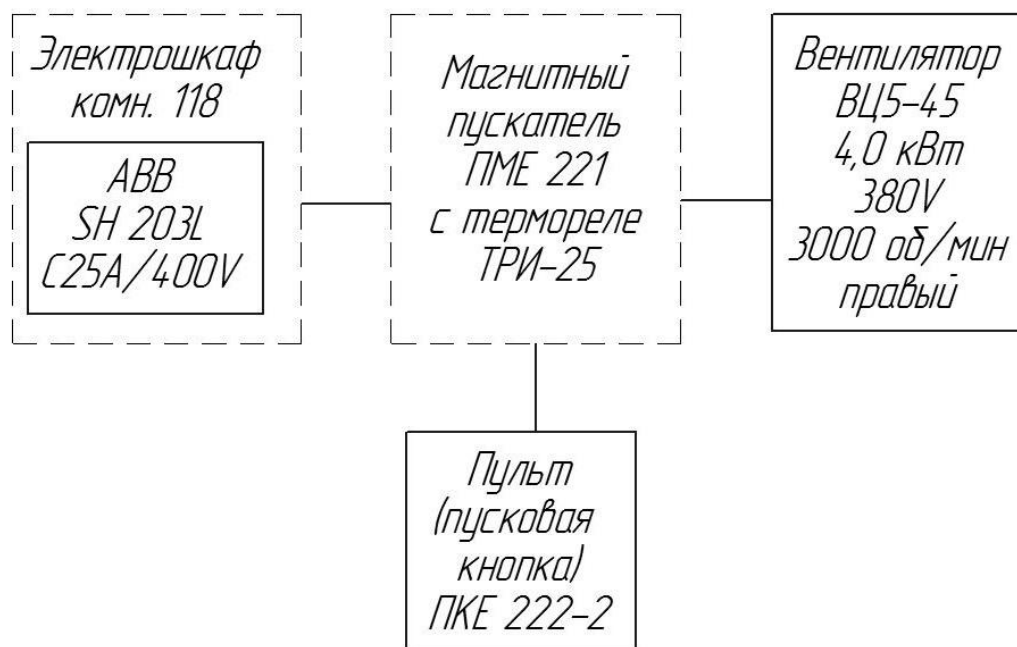 Электрошкаф
комн. 118
АВВ
SH 203L
C25A/400V
Магнитный
пускатель
ПМЕ 221
с термореле
ТРИ-25
Вентилятор
ВЦ5-45
4,0 кВт
380V
3000 об/мин
правый
Пульт
(пусковая
кнопка)
ПКЕ 222-2